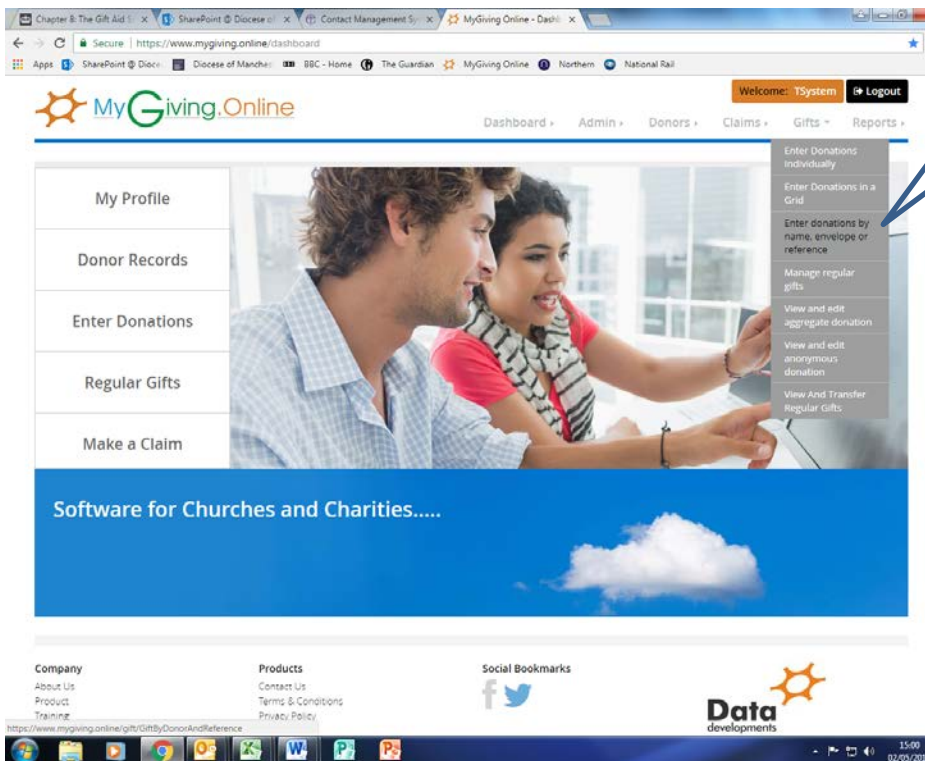 Chapter 8: The Gift Aid S
SharePoint @ Diocese of
Contact Management Sys
MyGiving Online - Dashb
Secure | https://www.mygiving.online/dashboard
Apps SharePoint @ Dioce Diocese of Manches BBC - Home The Guardian MyGiving Online Northern National Rail
Welcome: TSystem Logout
MyGiving.Online
Dashboard Admin Donors Claims Gifts Reports
Enter Donations
Individually
Enter Donations in a
Grid
Enter donations by
name, envelope or
reference
Manage regular
gifts
View and edit
aggregate donation
View and edit
anonymous
donation
View And Transfer
Regular Gifts
My Profile
Donor Records
Enter Donations
Regular Gifts
Make a Claim
Software for Churches and Charities.....
Company
About Us
Product
Training
Products
Contact Us
Terms & Conditions
Privacy Policy
Social Bookmarks
Data
developments
https://www.mygiving.online/gift/GiftByDonorAndReference
15:00
02/05/201